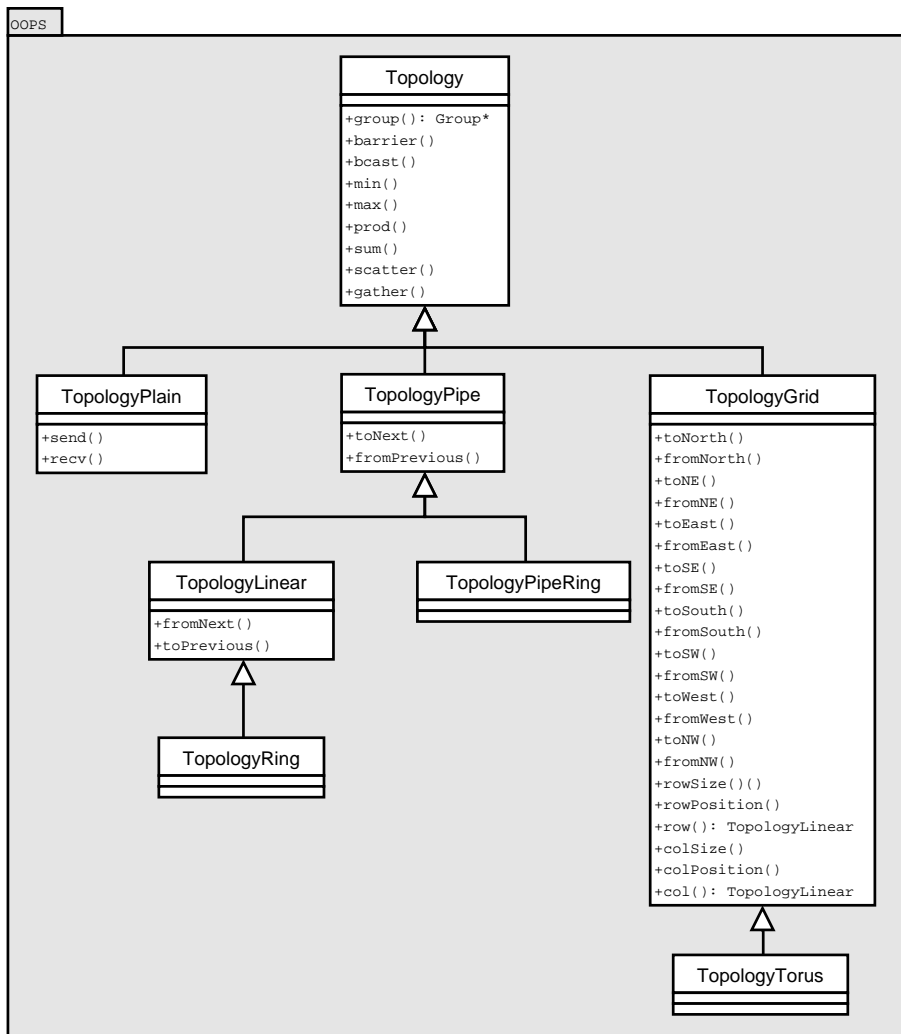 OOPS
Topology
+group(): Group*
+barrier()
+bcast()
+min()
+max()
+prod()
+sum()
+scatter()
+gather()
TopologyPlain
+send()
+recv()
TopologyPipe
+toNext()
+fromPrevious()
TopologyGrid
+toNorth()
+fromNorth()
+toNE()
+fromNE()
+toEast()
+fromEast()
+toSE()
+fromSE()
+toSouth()
+fromSouth()
+toSW()
+fromSW()
+toWest()
+fromWest()
+toNW()
+fromNW()
+rowSize()()
+rowPosition()
+row(): TopologyLinear
+colSize()
+colPosition()
+col(): TopologyLinear
TopologyLinear
+fromNext()
+toPrevious()
TopologyPipeRing
TopologyRing
TopologyTorus